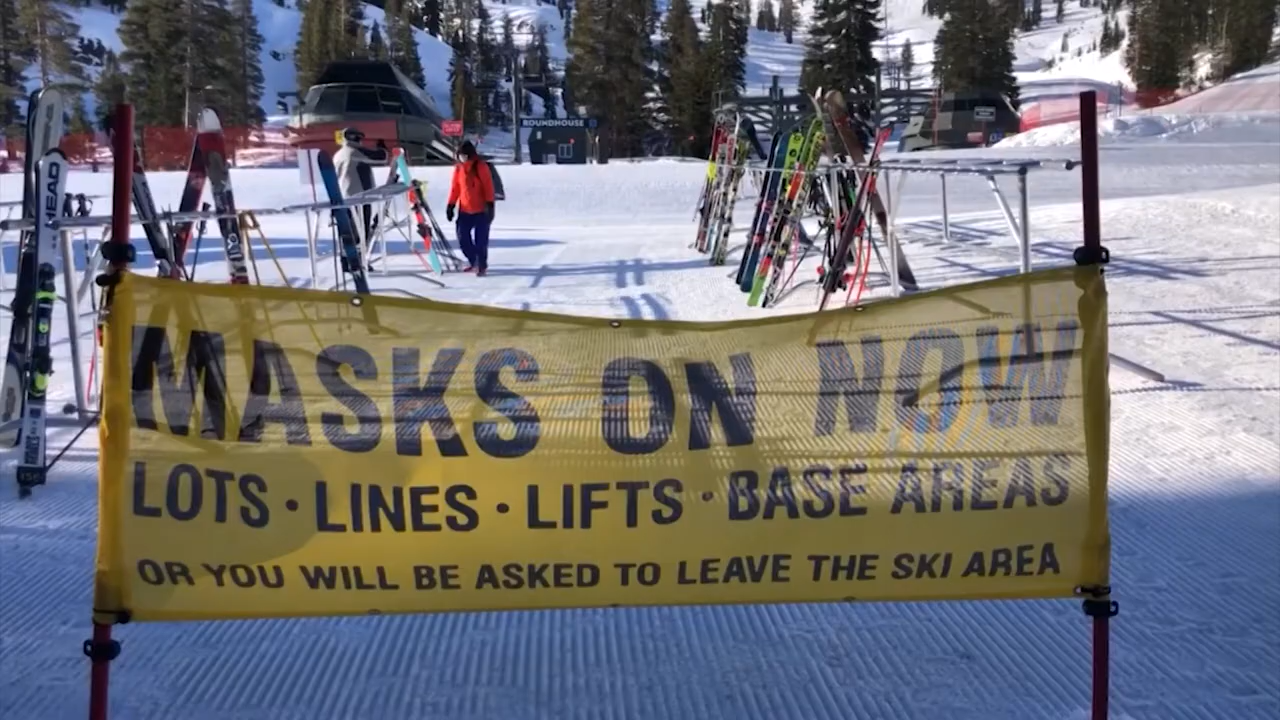 ROUNDHOUSE
HEAD
MASKS ON NOW
LOTS · LINES · LIFTS · BASE AREAS
OR YOU WILL BE ASKED TO LEAVE THE SKI AREA